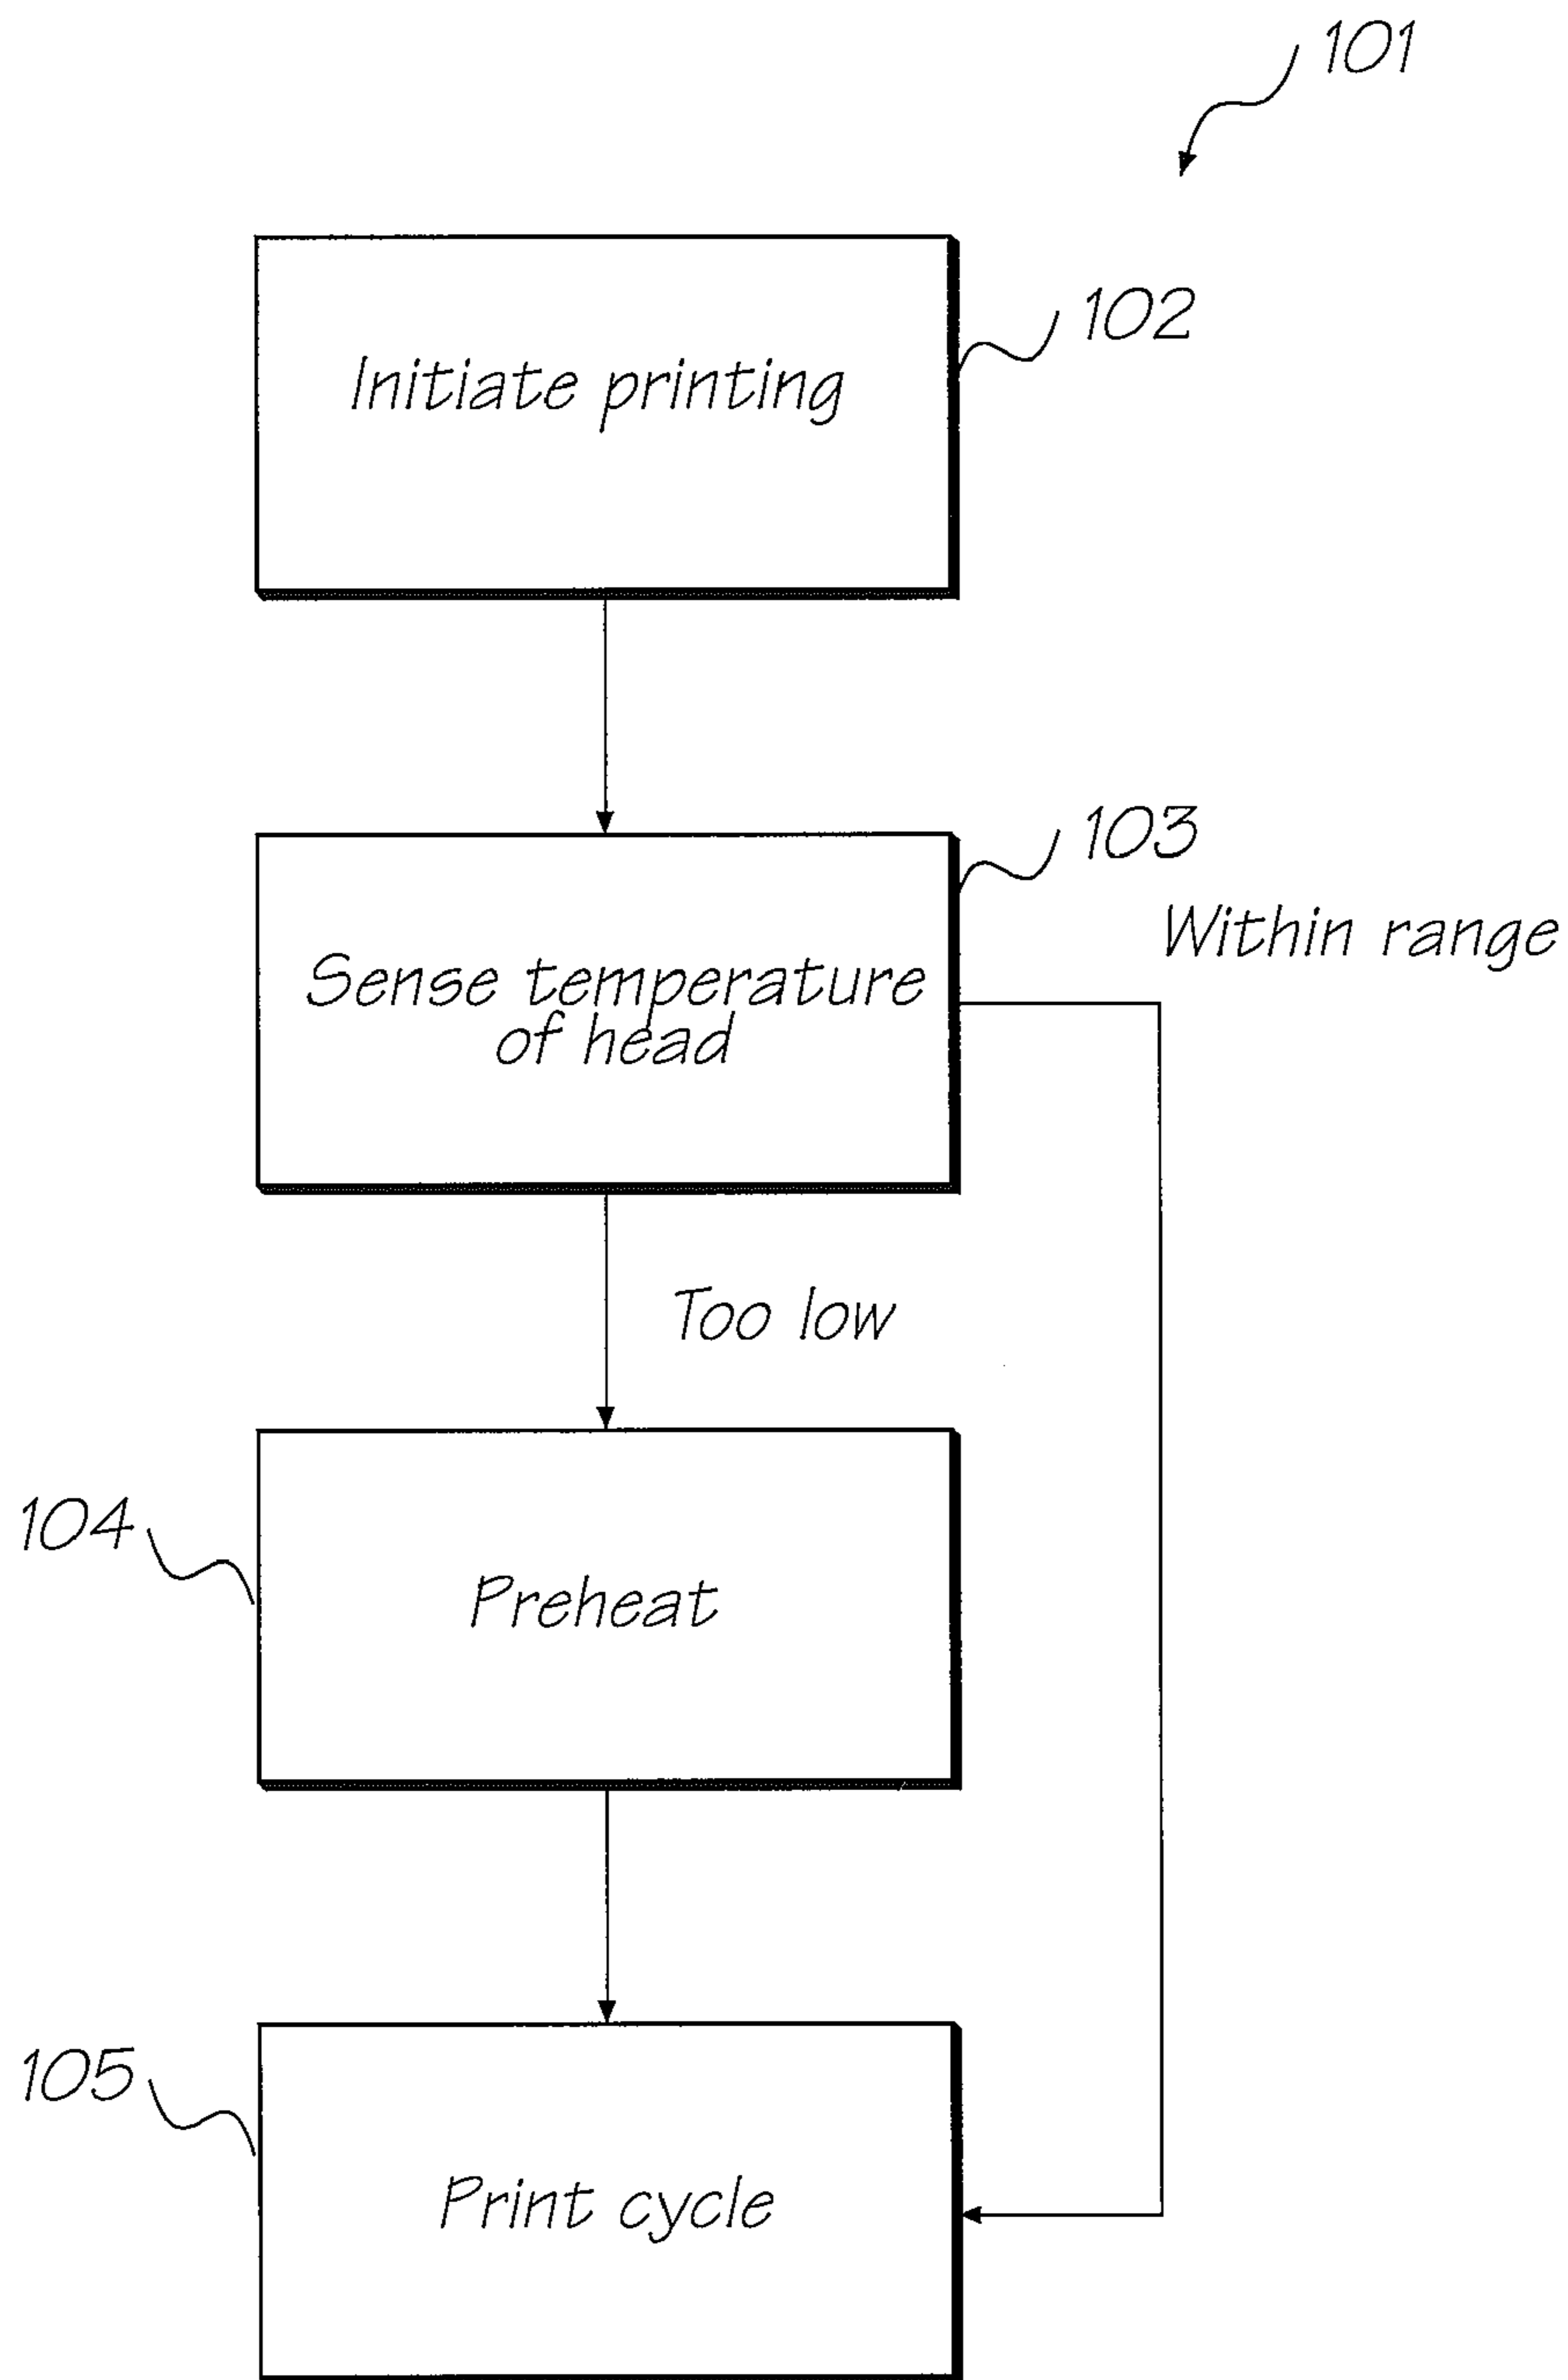 101
Initiate printing
102
103
Within range
Sense temperature
of head
Too low
104
Preheat
105
Print cycle